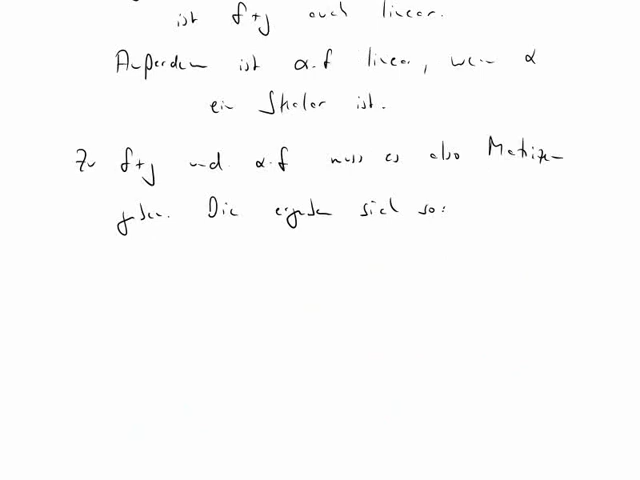 ist f+g auch linear.
Außerdem ist α·f linear, wenn α
ein Skalar ist.
Zu f+g und α·f muss es also Matrizen
geben. Die ergeben sich so: